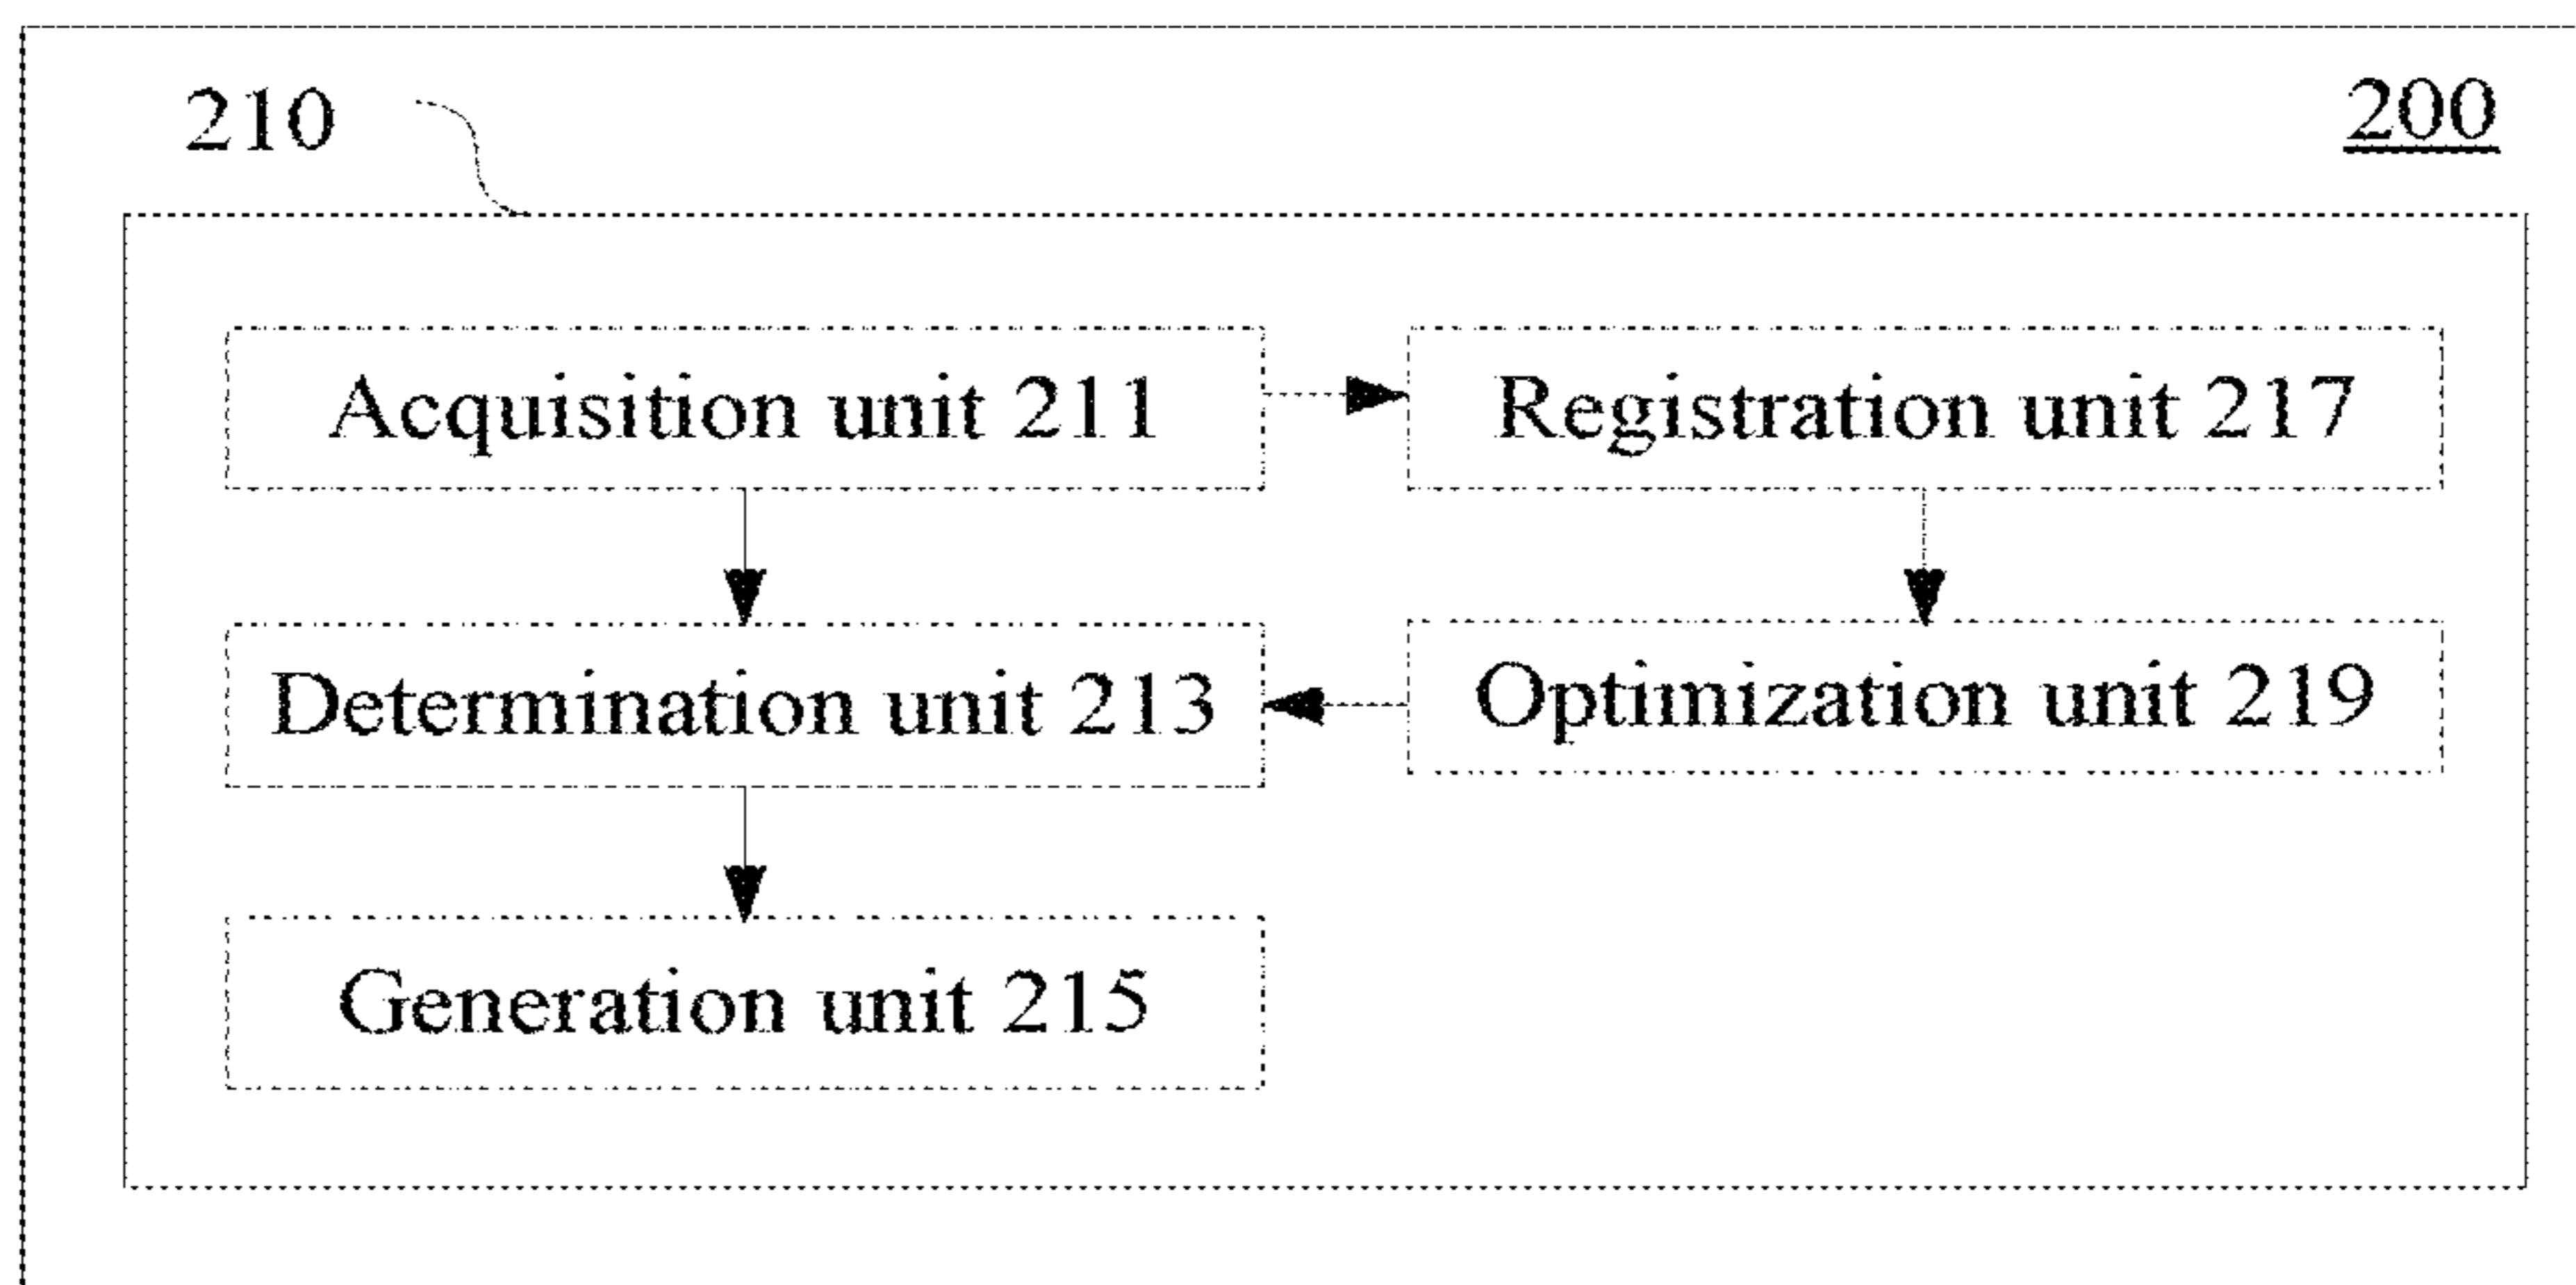 210
200
Acquisition unit 211
Registration unit 217
Determination unit 213
Optimization unit 219
Generation unit 215